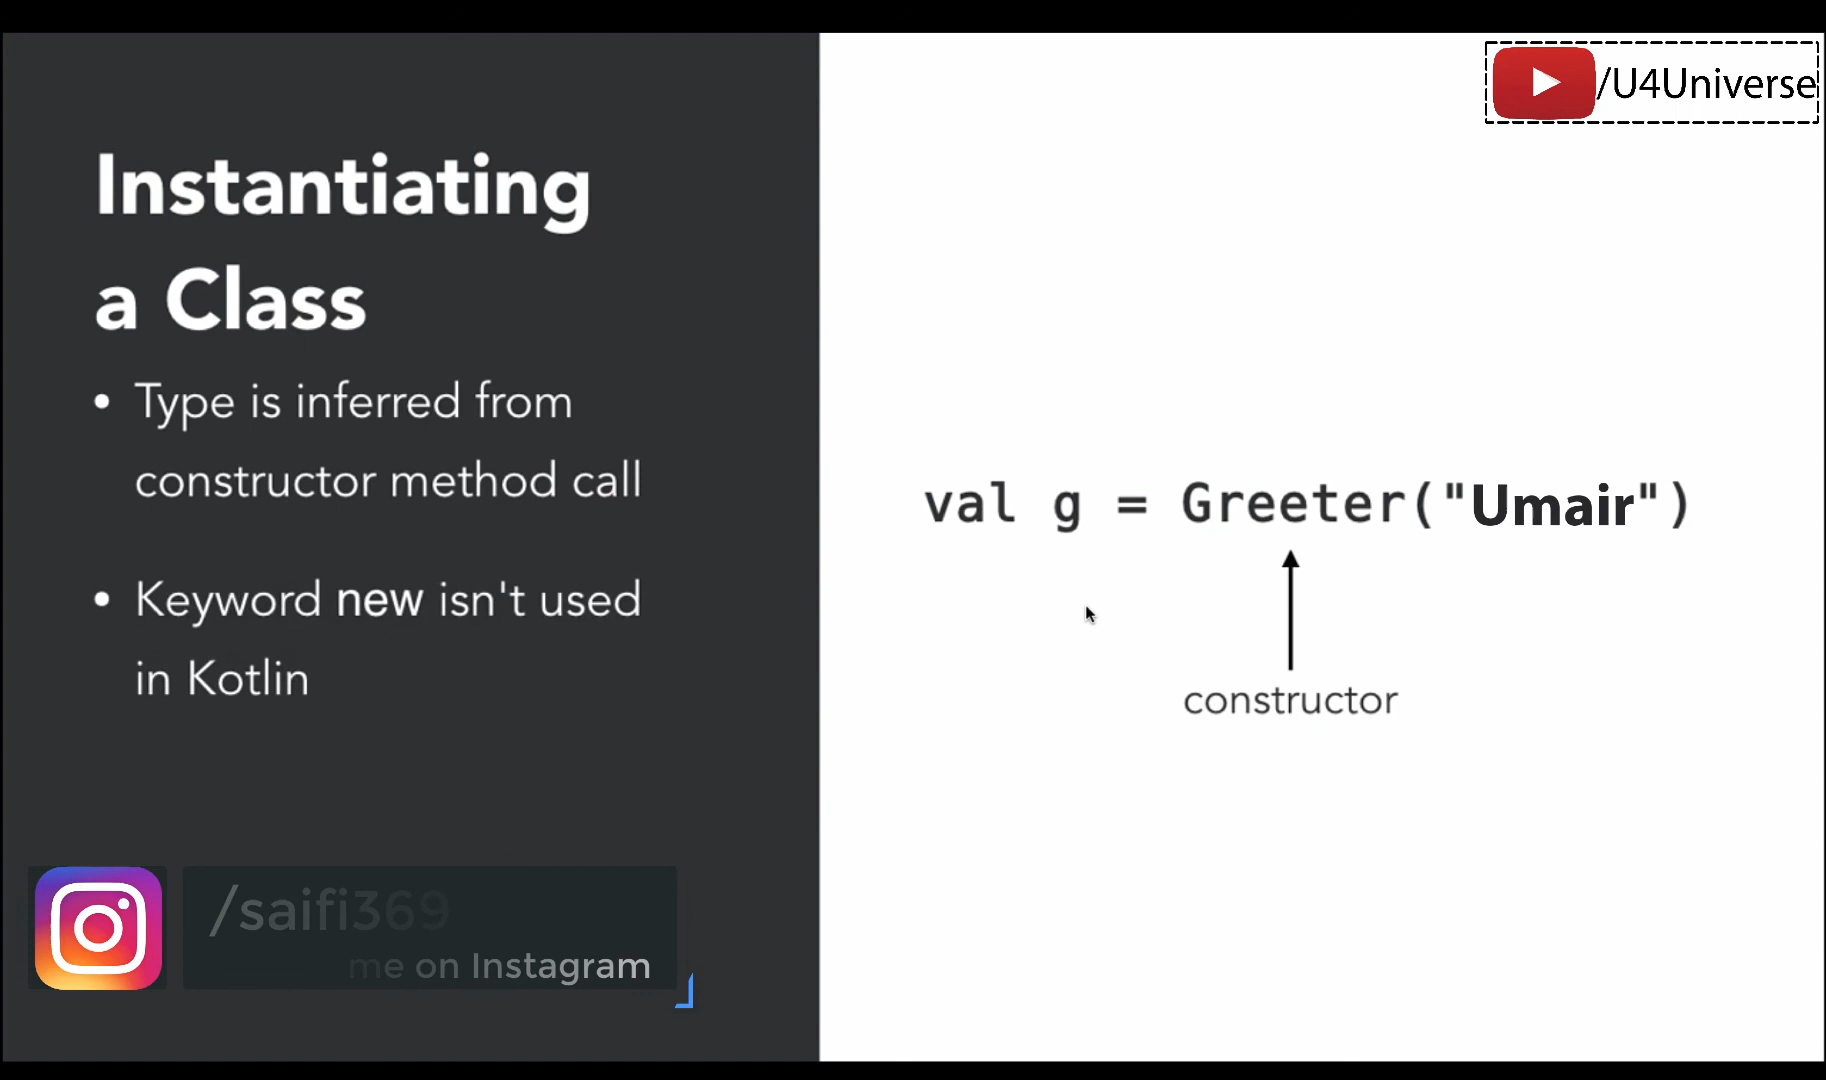 /U4Universe
Instantiating
a Class
• Type is inferred from
constructor method call
• Keyword new isn't used
in Kotlin
val g = Greeter("Umair")
constructor
/saifi369
me on Instagram